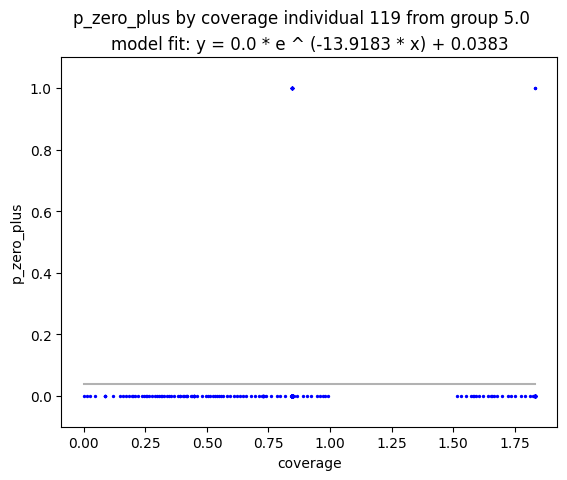 p_zero_plus by coverage individual 119 from group 5.0
model fit: y = 0.0 * e ^ (-13.9183 * x) + 0.0383
1.0
0.8
0.6
0.4
0.2
0.0
p_zero_plus
0.00 0.25 0.50 0.75 1.00 1.25 1.50 1.75
coverage